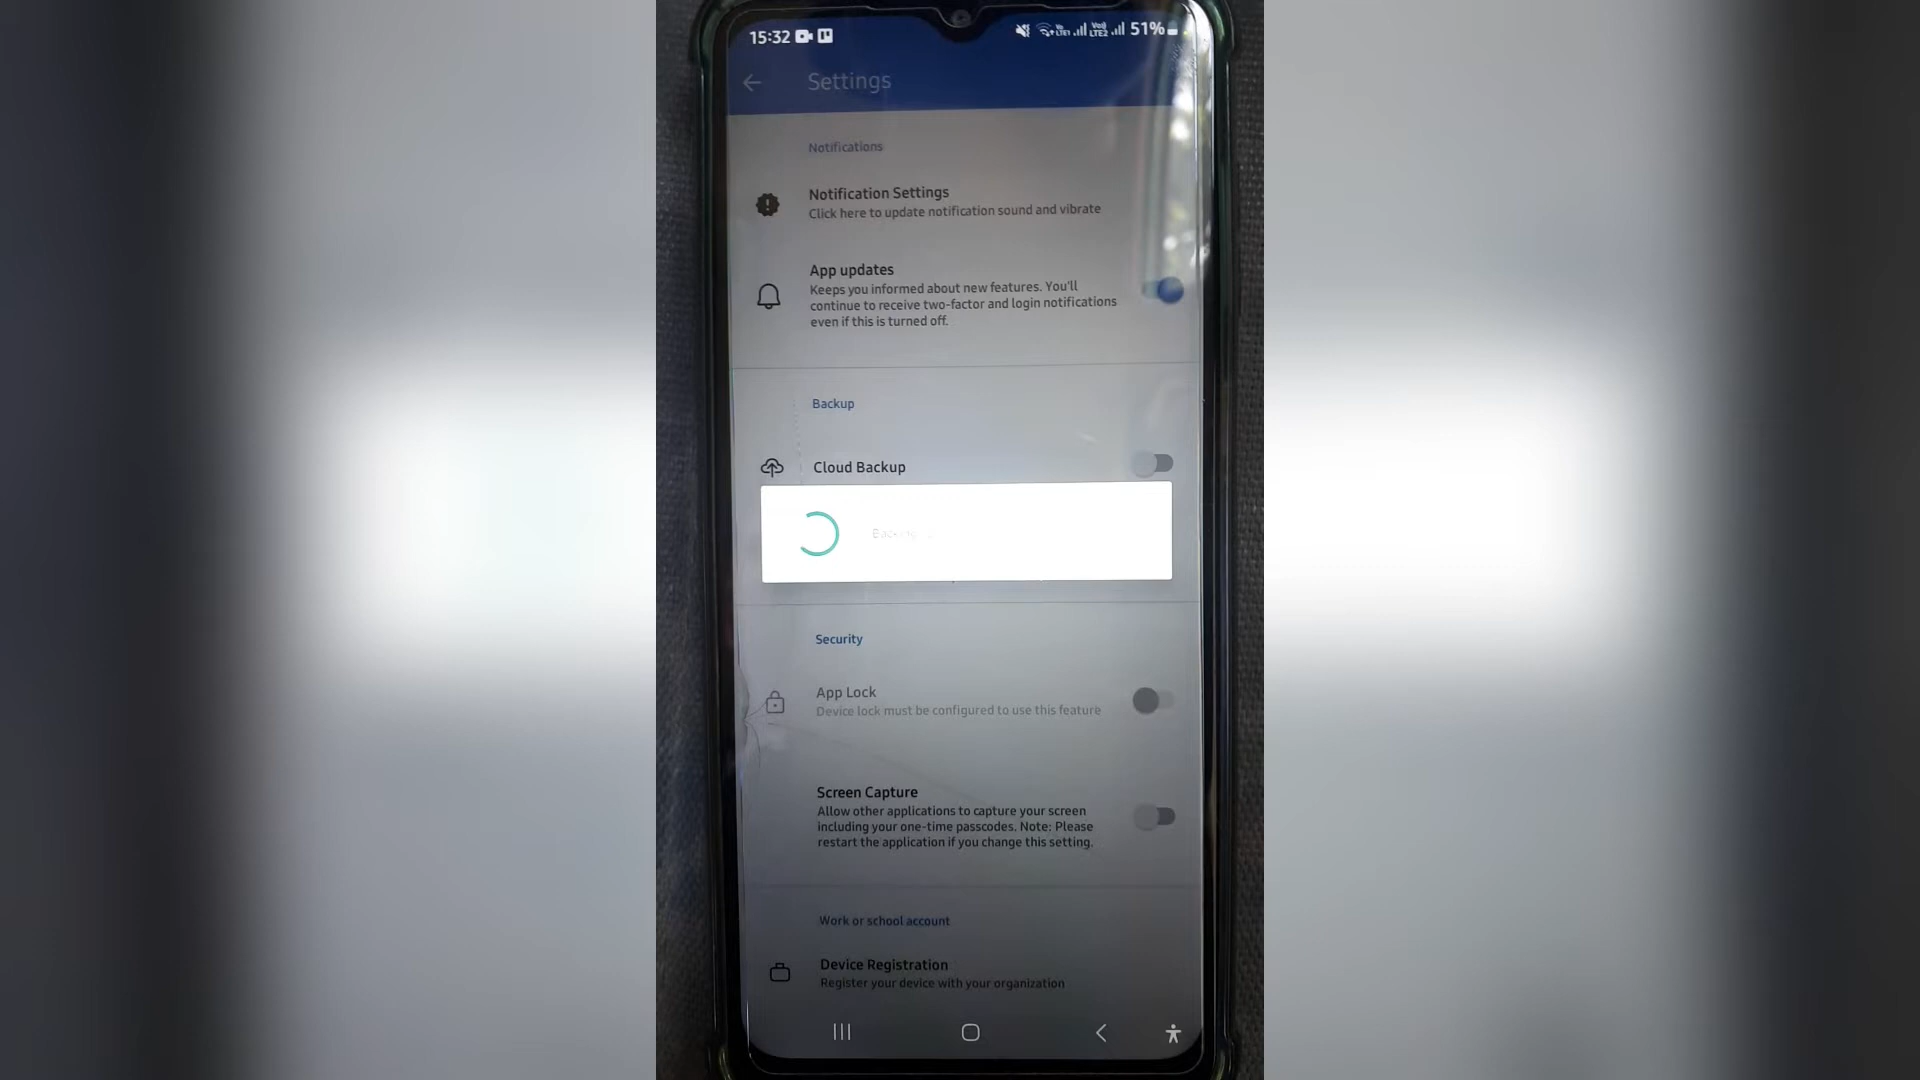 15:32
51%
Settings
Notifications
Notification Settings
Click here to update notification sound and vibrate
App updates
Keeps you informed about new features. You'll
continue to receive two-factor and login notifications
even if this is turned off.
Backup
Cloud Backup
Security
App Lock
Device lock must be configured to use this feature
Screen Capture
Allow other applications to capture your screen
including your one-time passcodes. Note: Please
restart the application if you change this setting.
Work or school account
Device Registration
Register your device with your organization